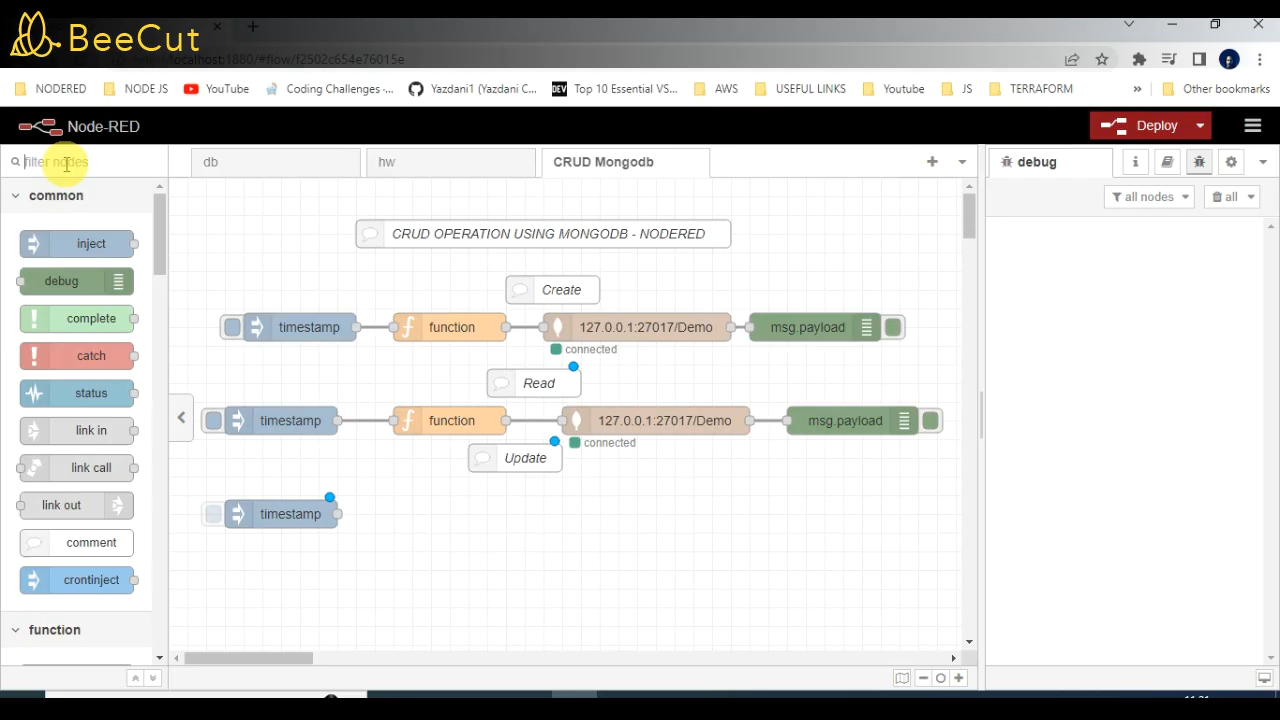 BeeCut
:1880/#flow/f2502c654e76015e
NODERED
NODE JS
YouTube
Coding Challenges -...
Yazdani1 (Yazdani C...
DEV
Top 10 Essential VS...
AWS
USEFUL LINKS
Youtube
JS
TERRAFORM
»
Other bookmarks
Node-RED
Deploy
filter nodes
db
hw
CRUD Mongodb
debug
i
all nodes
all
common
inject
debug
complete
catch
status
link in
link call
link out
comment
crontinject
function
CRUD OPERATION USING MONGODB - NODERED
Create
timestamp
function
127.0.0.1:27017/Demo
msg.payload
connected
Read
timestamp
function
127.0.0.1:27017/Demo
msg.payload
connected
Update
timestamp